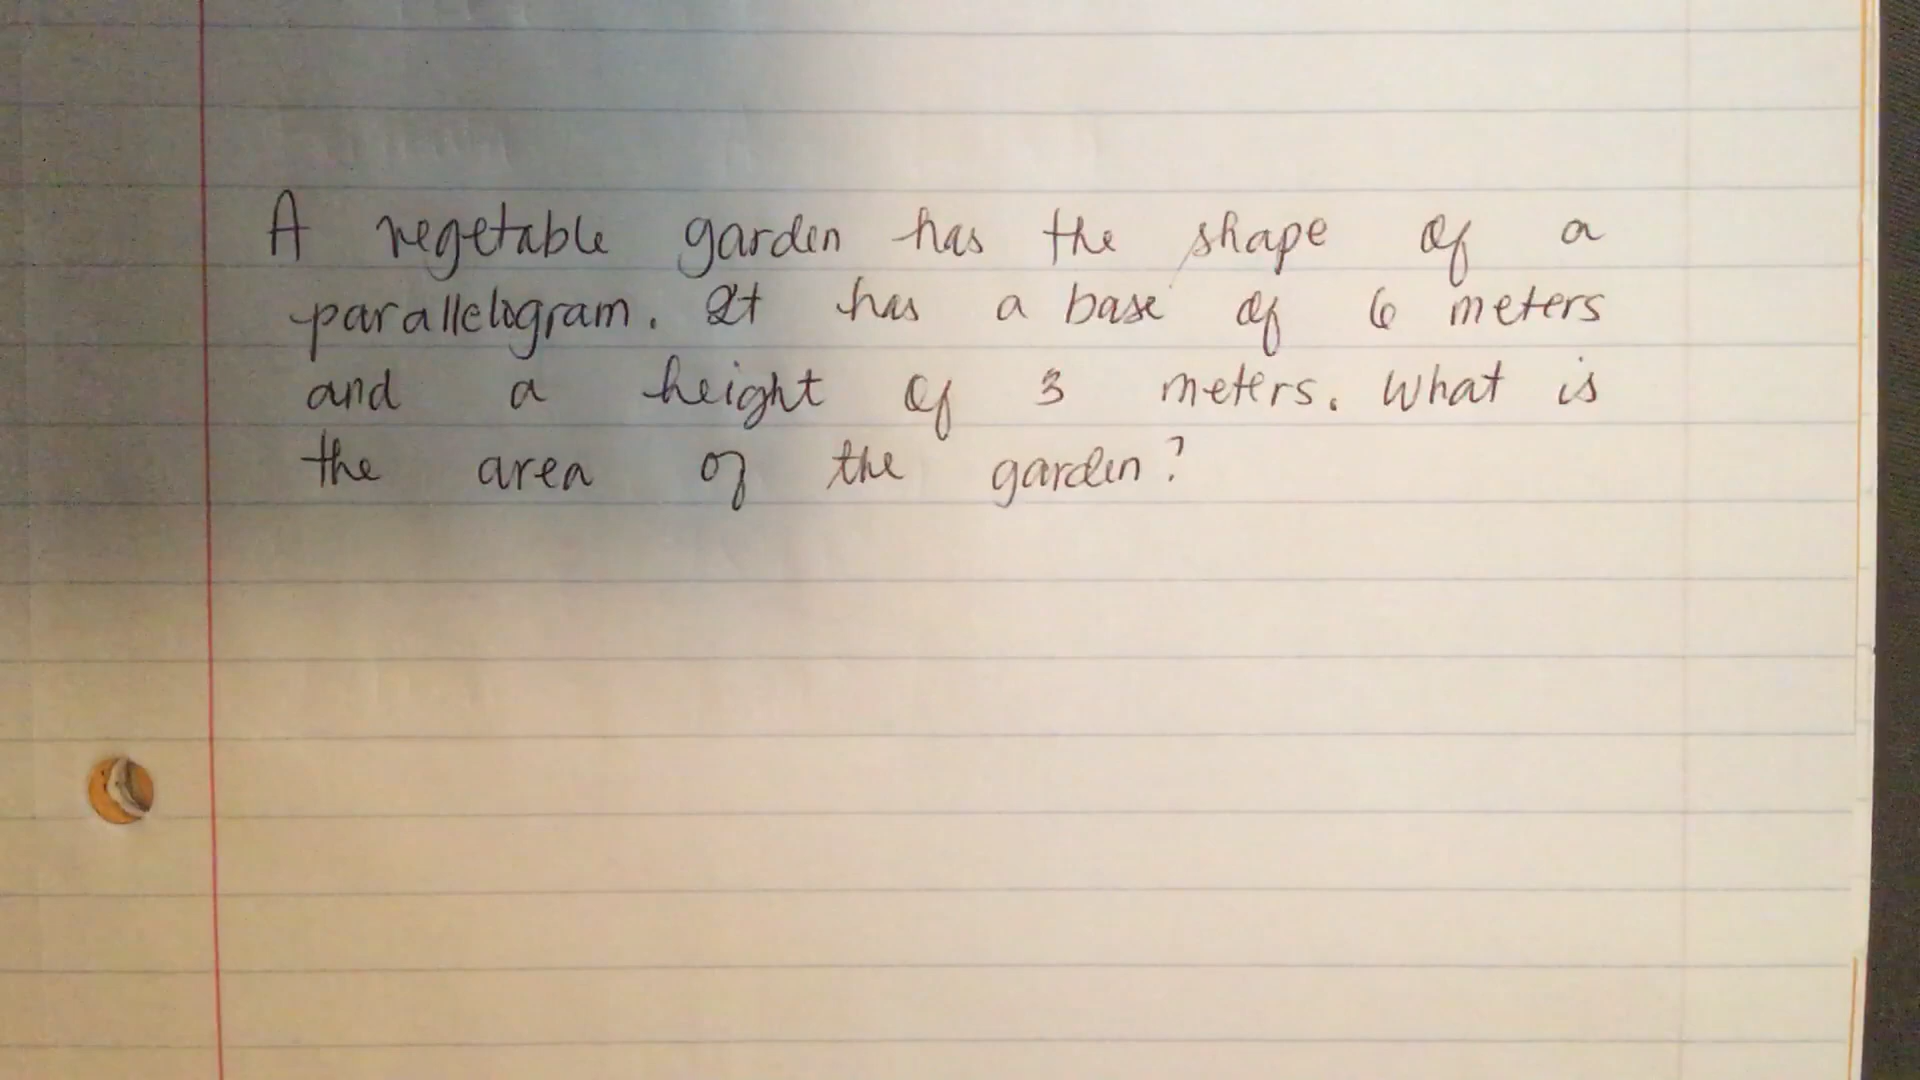 A vegetable garden has the shape of a
parallelogram. It has a base of 6 meters
and a height of 3 meters. What is
the area of the garden?